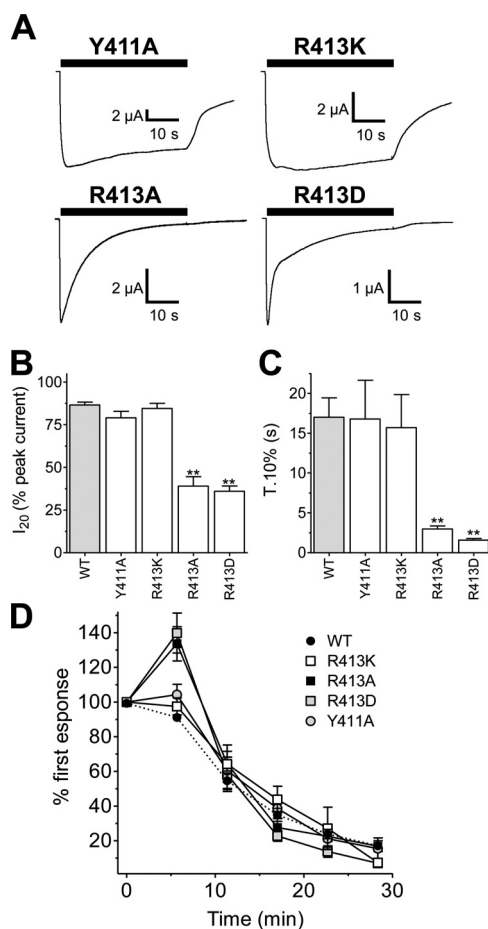 A
Y411A
R413K
2 µA
10 s
2 µA
10 s
R413A
R413D
2 µA
10 s
1 µA
10 s
B
I20 (% peak current)
100
75
50
25
0
WT
Y411A
R413K
R413A
R413D
**
**
C
T.10% (s)
25
20
15
10
5
0
WT
Y411A
R413K
R413A
R413D
**
**
D
% first esponse
140
120
100
80
60
40
20
0
10
20
30
Time (min)
WT
R413K
R413A
R413D
Y411A